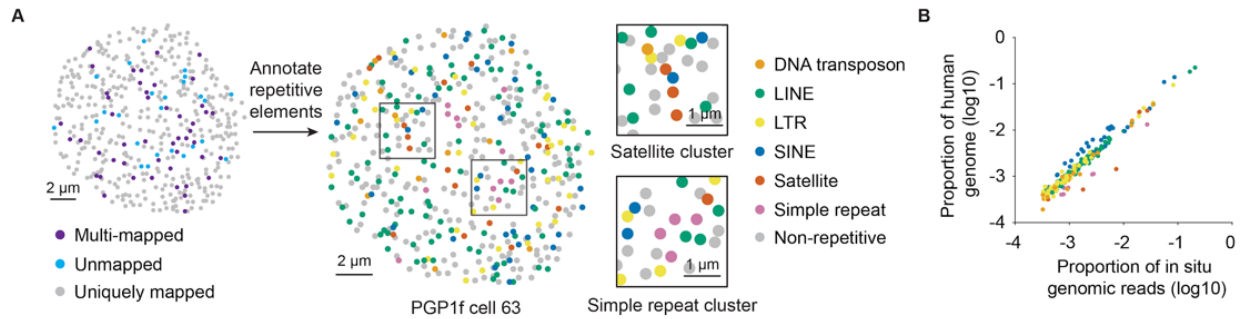 A
Annotate
repetitive
elements
2 µm
Multi-mapped
Unmapped
Uniquely mapped
2 µm
PGP1f cell 63
1 µm
Satellite cluster
1 µm
Simple repeat cluster
DNA transposon
LINE
LTR
SINE
Satellite
Simple repeat
Non-repetitive
B
Proportion of human
genome (log10)
0
-1
-2
-3
-4
-4 -3 -2 -1 0
Proportion of in situ
genomic reads (log10)